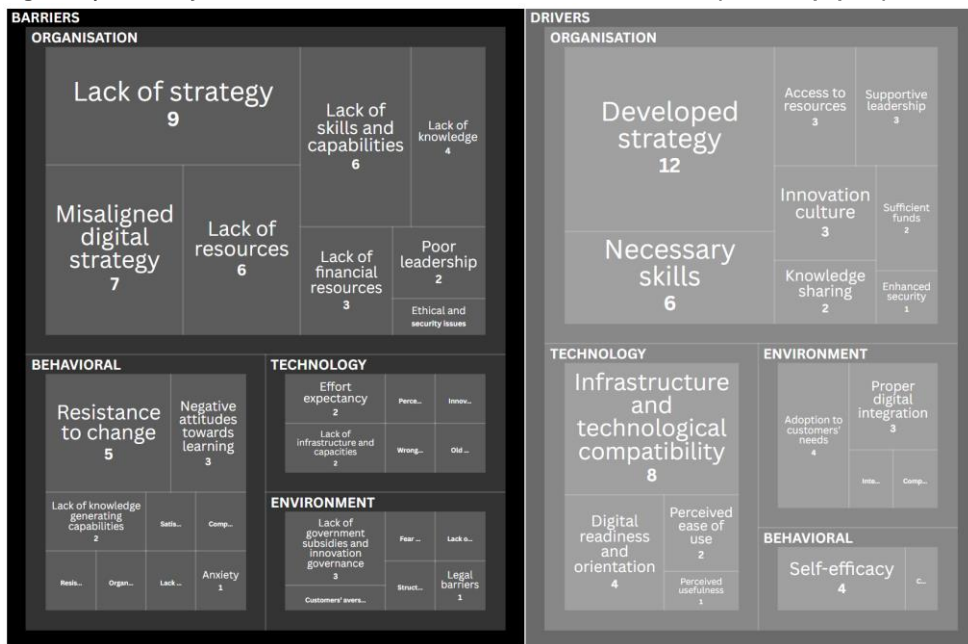 BARRIERS
ORGANISATION
Lack of strategy
9
Misaligned
digital
strategy
7
Lack of
resources
6
Lack of
skills and
capabilities
6
Lack of
knowledge
4
Lack of
financial
resources
3
Poor
leadership
2
Ethical and
security issues
BEHAVIORAL
Resistance
to change
5
Negative
attitudes
towards
learning
3
Lack of knowledge
generating
capabilities
2
Satis...
Comp...
Resis...
Organ...
Lack ...
Anxiety
1
TECHNOLOGY
Effort
expectancy
2
Perce...
Innov...
Lack of
infrastructure and
capacities
2
Wrong...
Old ...
ENVIRONMENT
Lack of
government
subsidies and
innovation
governance
3
Customers' avers...
Fear ...
Lack o...
Struct...
Legal
barriers
1
DRIVERS
ORGANISATION
Developed
strategy
12
Necessary
skills
6
Access to
resources
3
Supportive
leadership
3
Innovation
culture
3
Sufficient
funds
2
Knowledge
sharing
2
Enhanced
security
1
TECHNOLOGY
Infrastructure
and
technological
compatibility
8
Digital
readiness
and
orientation
4
Perceived
ease of
use
2
Perceived
usefulness
1
ENVIRONMENT
Adoption to
customers'
needs
4
Proper
digital
integration
3
Inte...
Comp...
BEHAVIORAL
Self-efficacy
4
C...